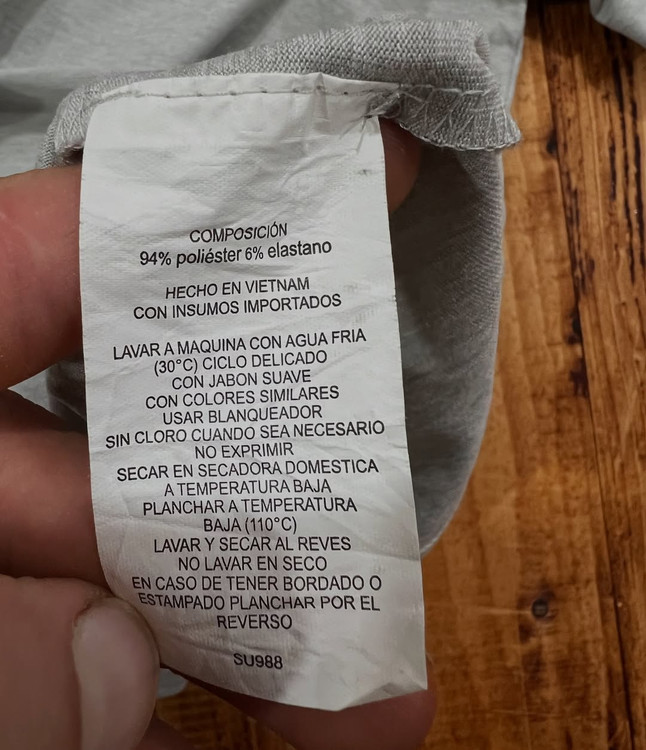 COMPOSICIÓN
94% poliéster 6% elastano
HECHO EN VIETNAM
CON INSUMOS IMPORTADOS
LAVAR A MAQUINA CON AGUA FRIA
(30°C) CICLO DELICADO
CON JABON SUAVE
CON COLORES SIMILARES
USAR BLANQUEADOR
SIN CLORO CUANDO SEA NECESARIO
NO EXPRIMIR
SECAR EN SECADORA DOMESTICA
A TEMPERATURA BAJA
PLANCHAR A TEMPERATURA
BAJA (110°C)
LAVAR Y SECAR AL REVES
NO LAVAR EN SECO
EN CASO DE TENER BORDADO O
ESTAMPADO PLANCHAR POR EL
REVERSO
SU988